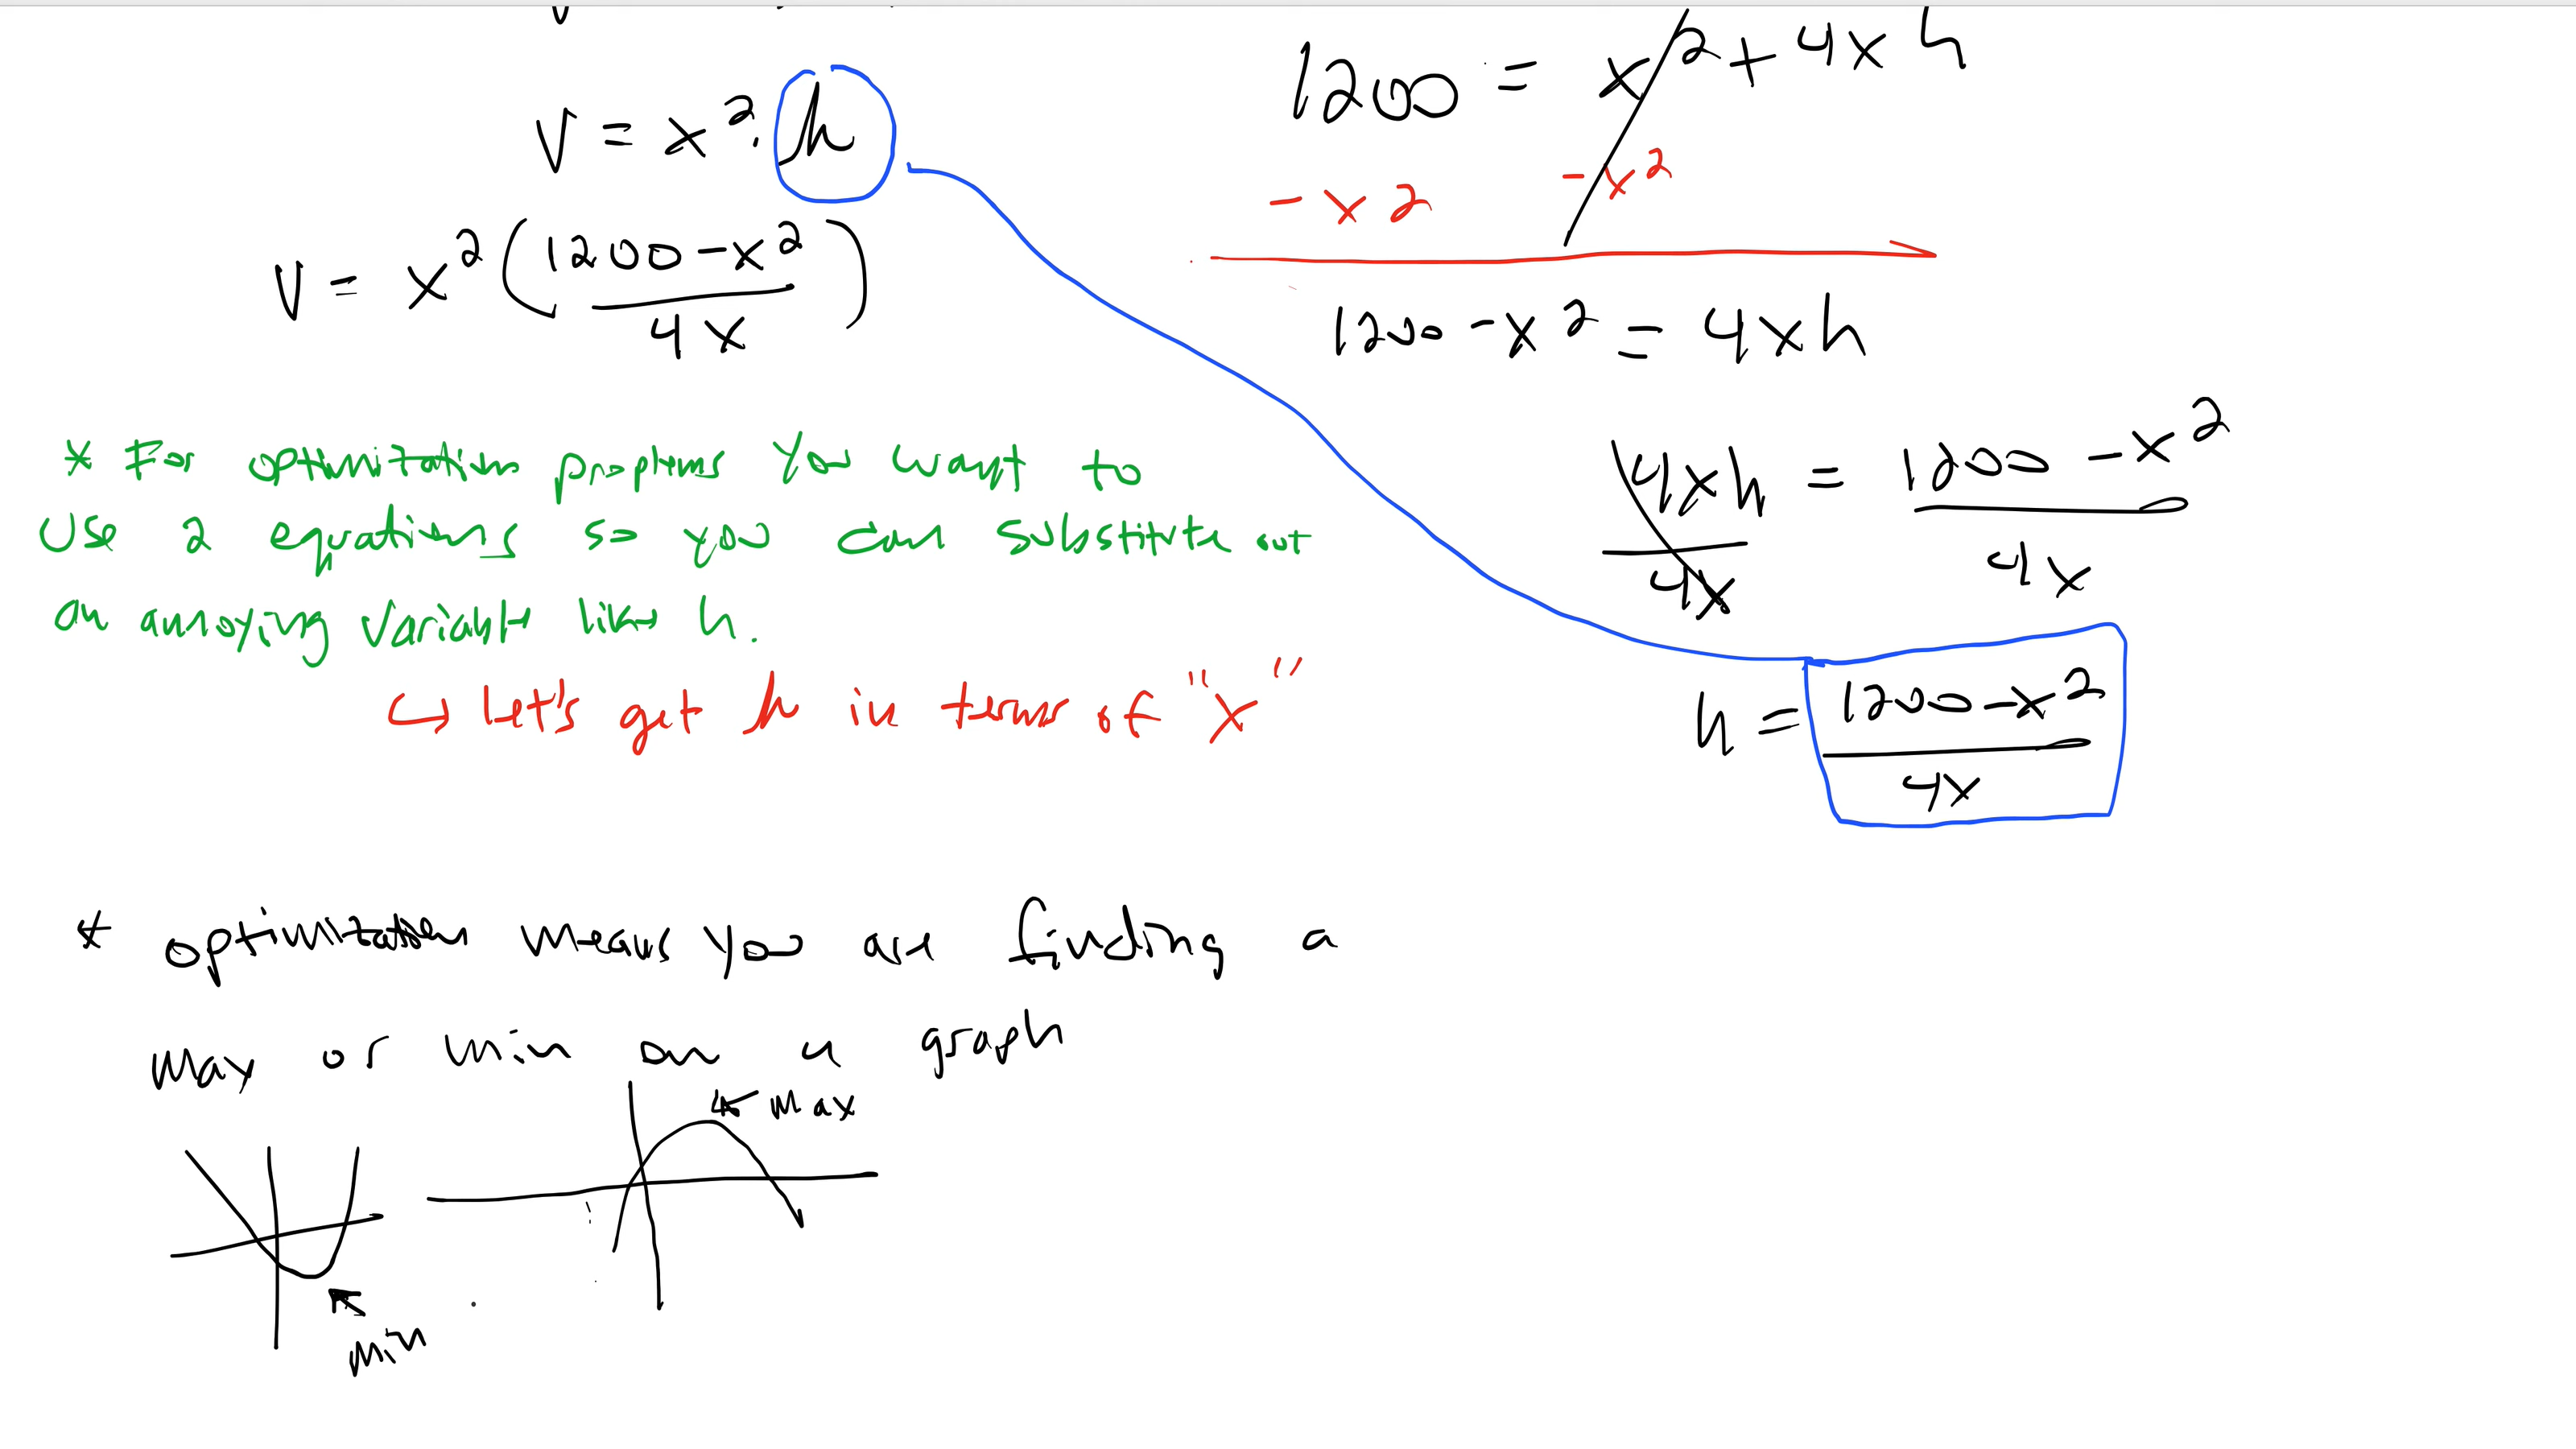 V = x². h
V = x² (1200-x² / 4x)
* For optimization problems you want to
Use 2 equations so you can substitute out
an annoying variable like h.
↪ Let's get h in terms of "x"
1200 = x² + 4xh
-x² -x²
1200 -x² = 4xh
4xh / 4x = 1200 -x² / 4x
h = 1200 -x² / 4x
* optimization means you are finding a
max or min on a graph
max
min